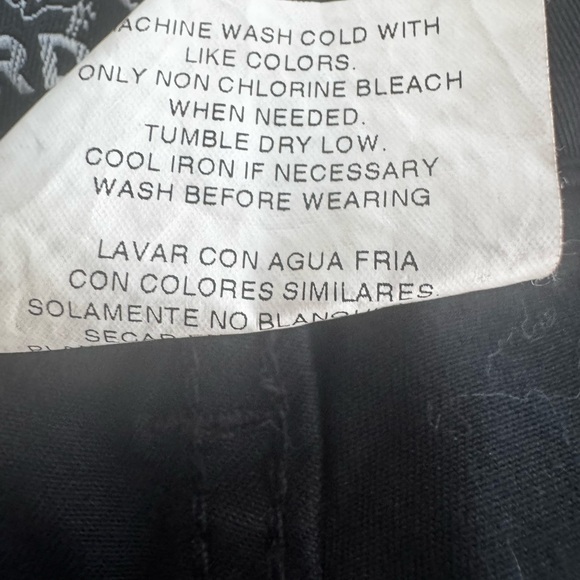 RD
ACHINE WASH COLD WITH
LIKE COLORS.
ONLY NON CHLORINE BLEACH
WHEN NEEDED.
TUMBLE DRY LOW.
COOL IRON IF NECESSARY
WASH BEFORE WEARING
LAVAR CON AGUA FRIA
CON COLORES SIMILARES.
SOLAMENTE NO